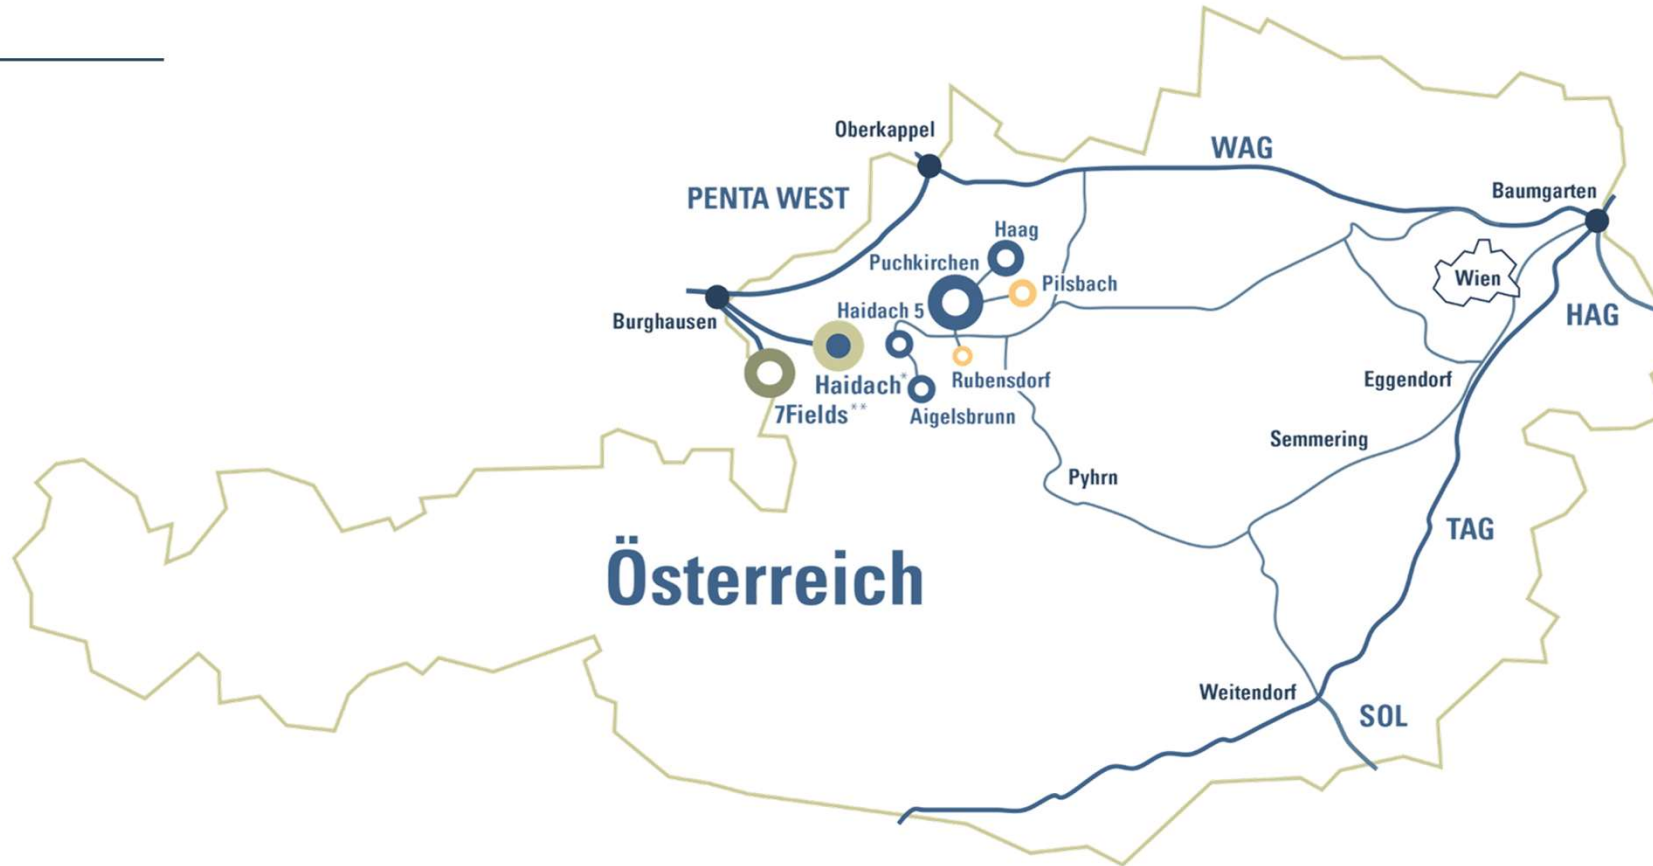 Oberkappel
WAG
PENTA WEST
Baumgarten
Haag
Puchkirchen
Pilsbach
Wien
Haidach 5
Burghausen
HAG
Haidach*
Rubensdorf
Eggendorf
7Fields**
Aigelsbrunn
Semmering
Pyhrn
TAG
Österreich
Weitendorf
SOL